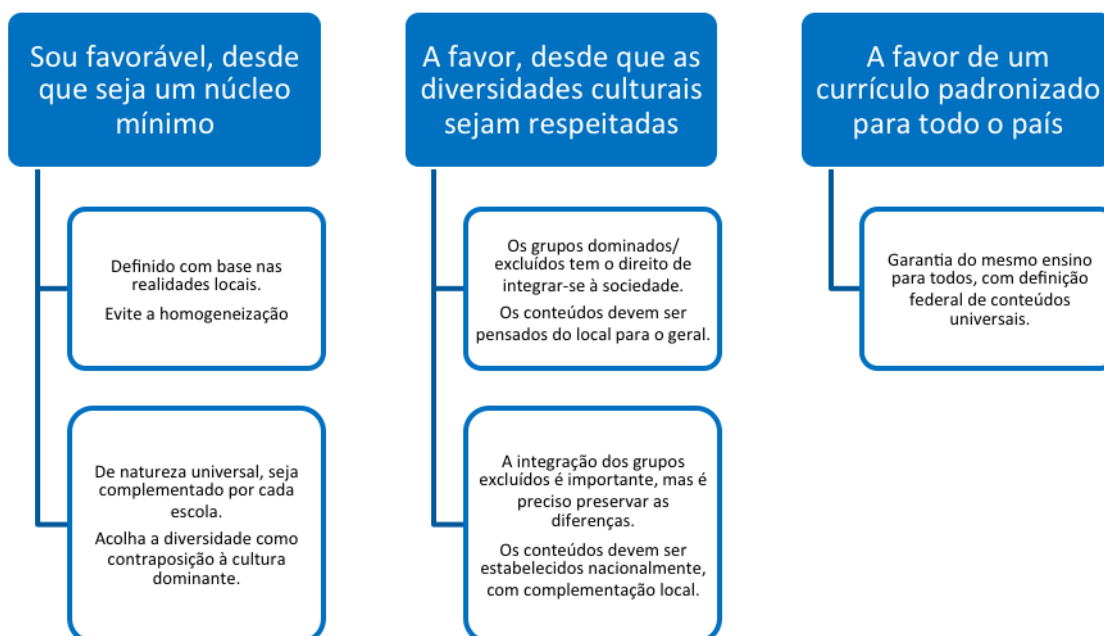 Sou favorável, desde
que seja um núcleo
mínimo
Definido com base nas
realidades locais.
Evite a homogeneização
De natureza universal, seja
complementado por cada
escola.
Acolha a diversidade como
contraposição à cultura
dominante.
A favor, desde que as
diversidades culturais
sejam respeitadas
Os grupos dominados/
excluídos tem o direito de
integrar-se à sociedade.
Os conteúdos devem ser
pensados do local para o geral.
A integração dos grupos
excluídos é importante, mas é
preciso preservar as
diferenças.
Os conteúdos devem ser
estabelecidos nacionalmente,
com complementação local.
A favor de um
currículo padronizado
para todo o país
Garantia do mesmo ensino
para todos, com definição
federal de conteúdos
universais.